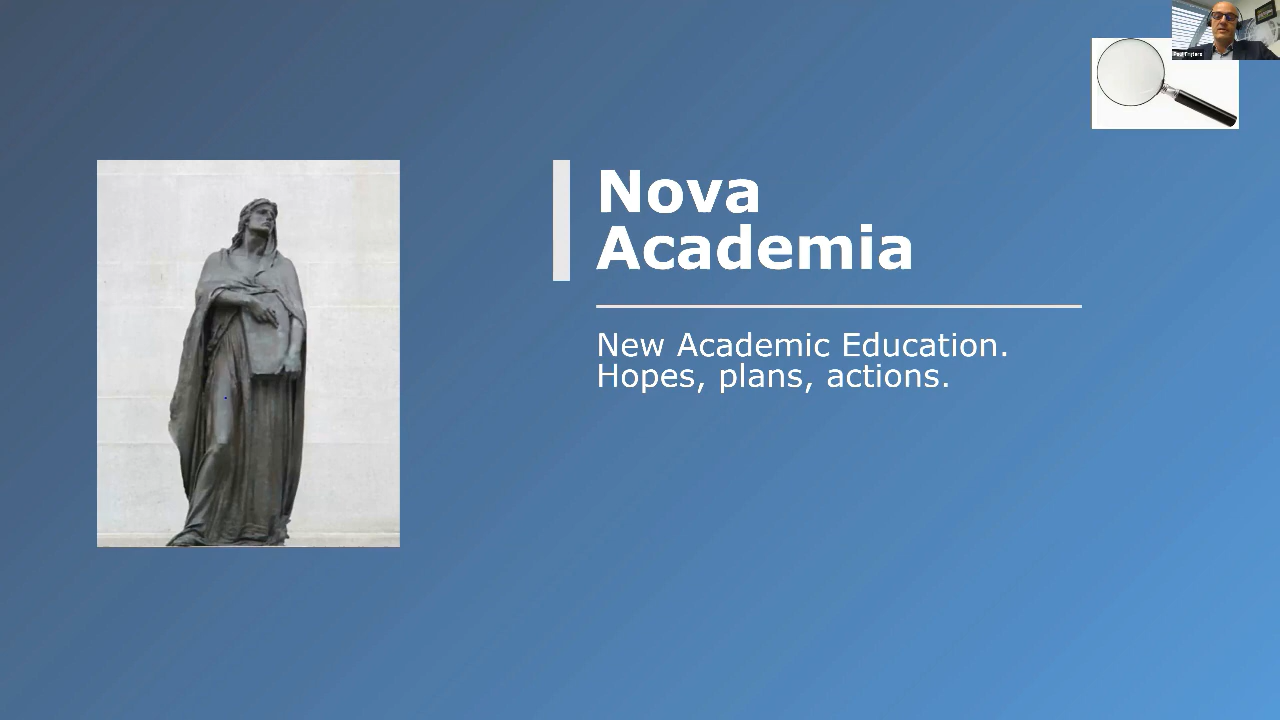 Nova
Academia
New Academic Education.
Hopes, plans, actions.